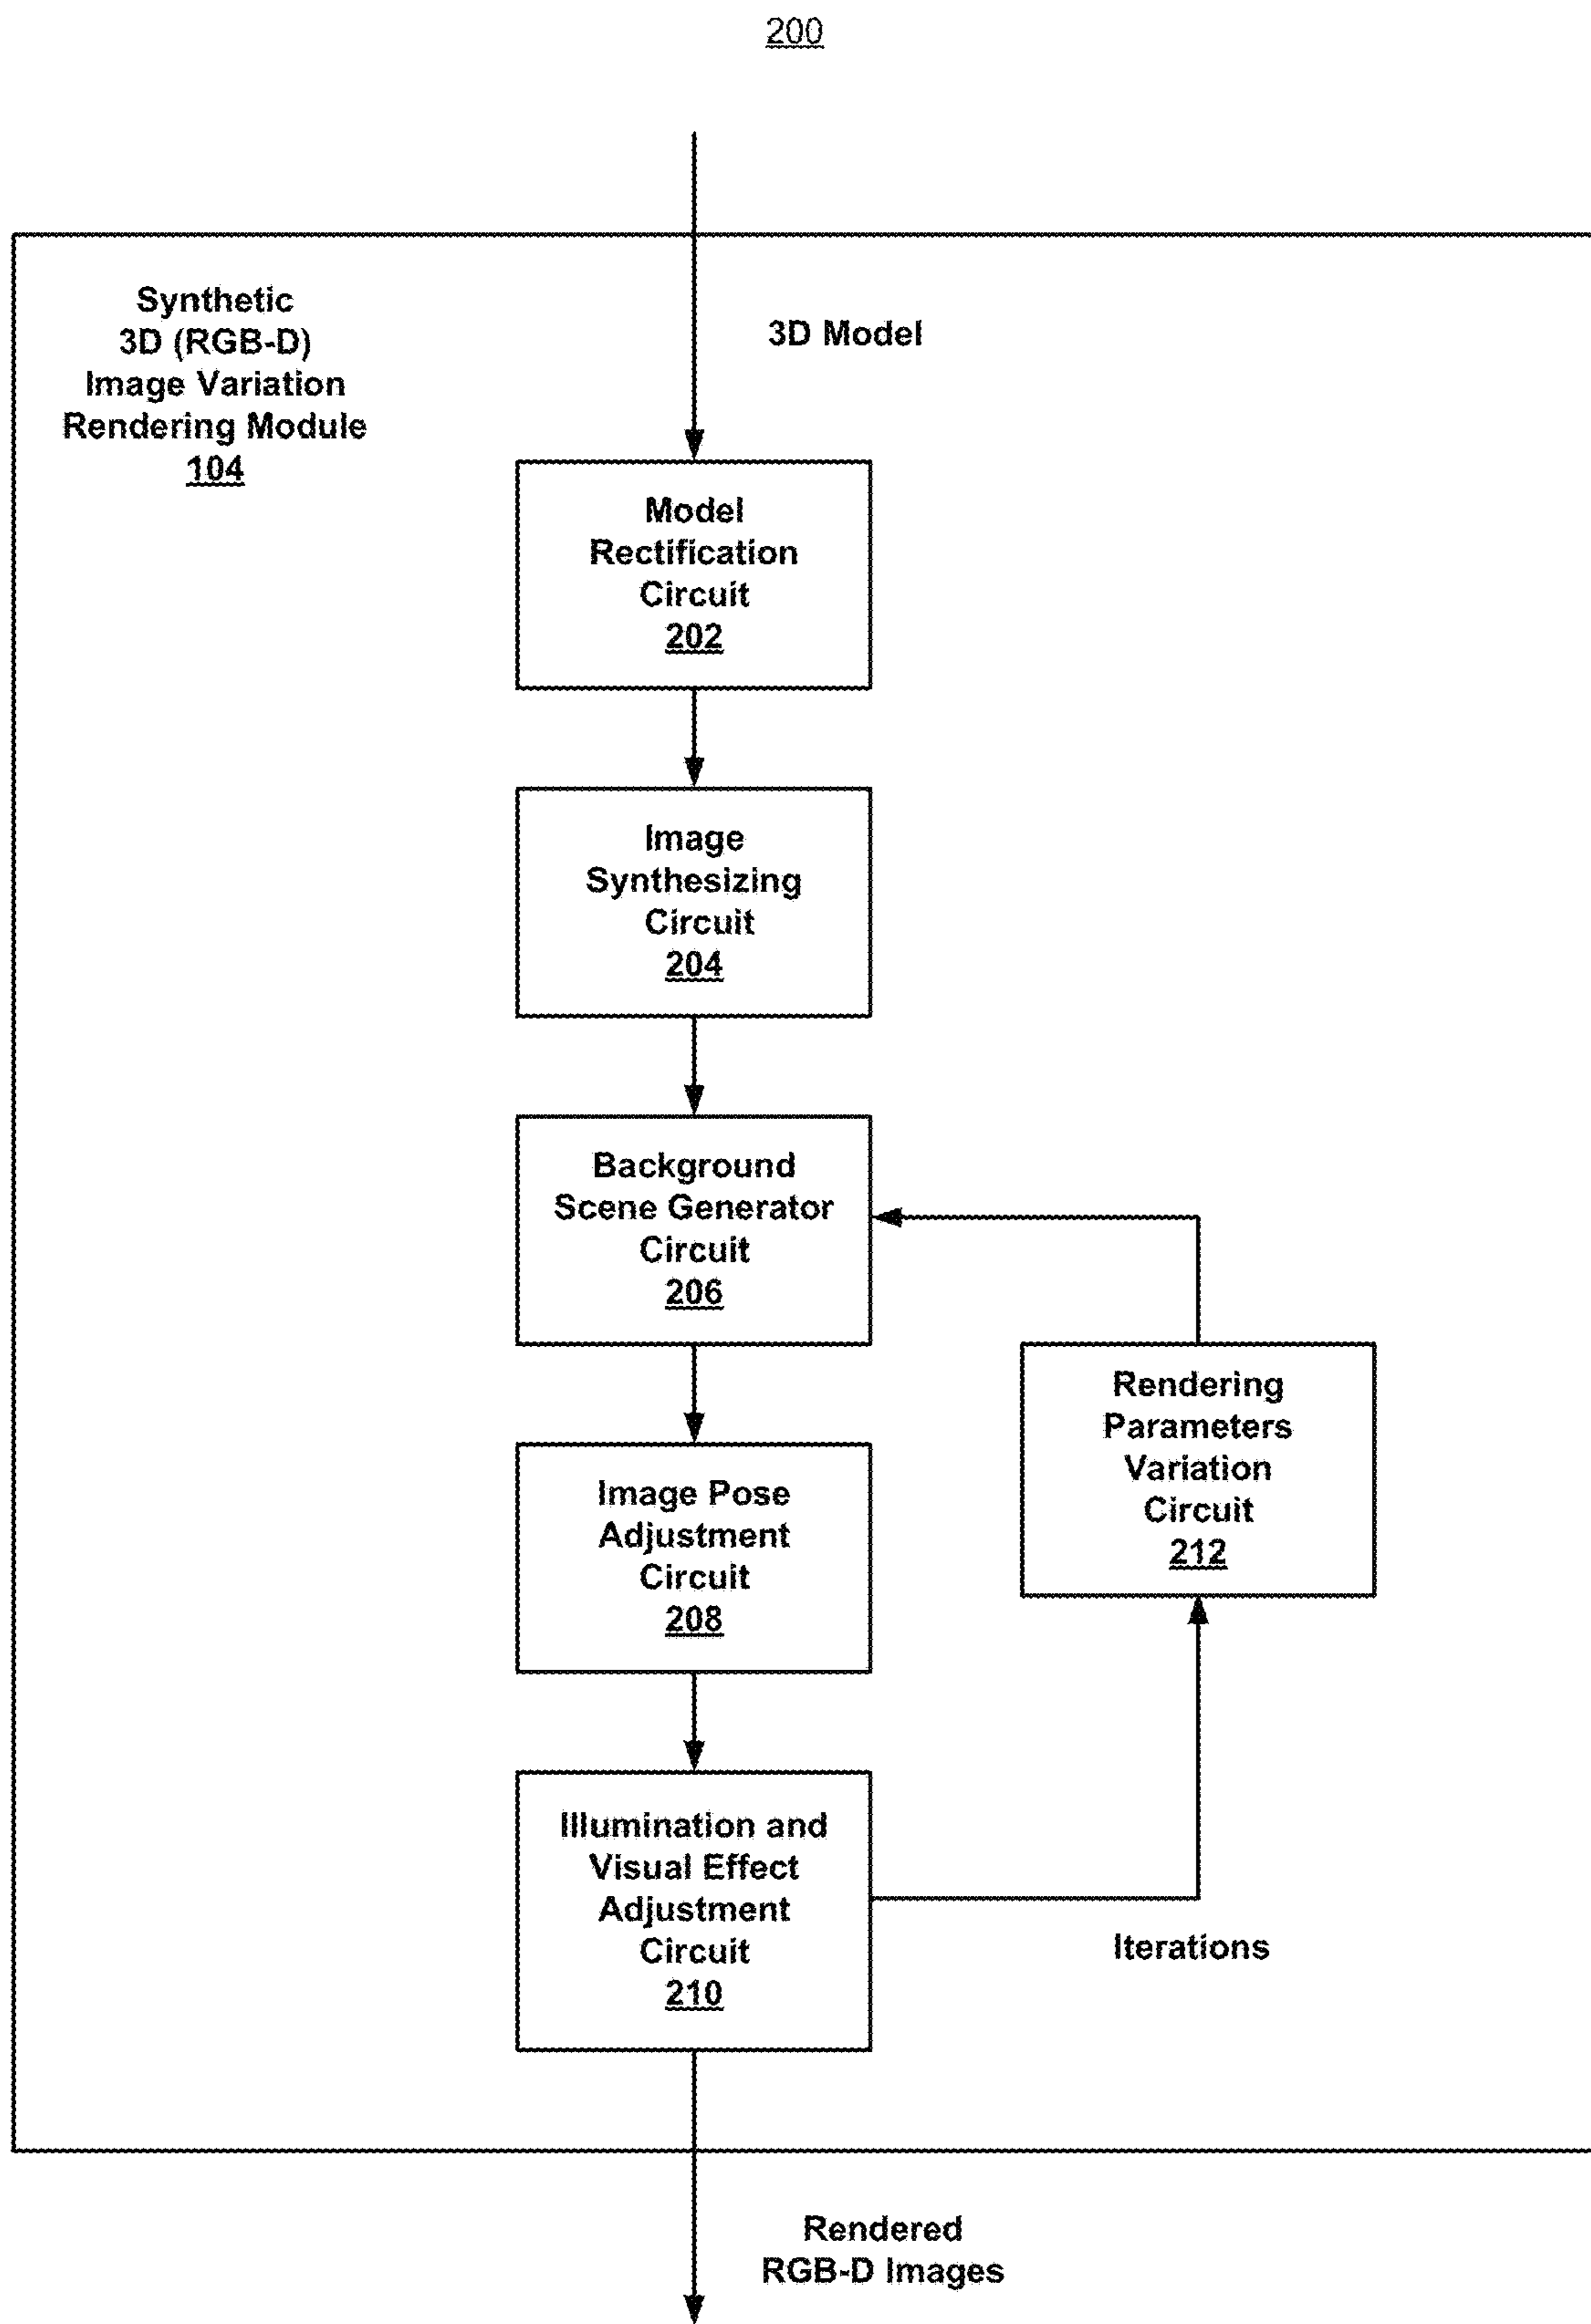 200
Synthetic
3D (RGB-D)
Image Variation
Rendering Module
104
3D Model
Model
Rectification
Circuit
202
Image
Synthesizing
Circuit
204
Background
Scene Generator
Circuit
206
Rendering
Parameters
Variation
Circuit
212
Image Pose
Adjustment
Circuit
208
Illumination and
Visual Effect
Adjustment
Circuit
210
Iterations
Rendered
RGB-D Images